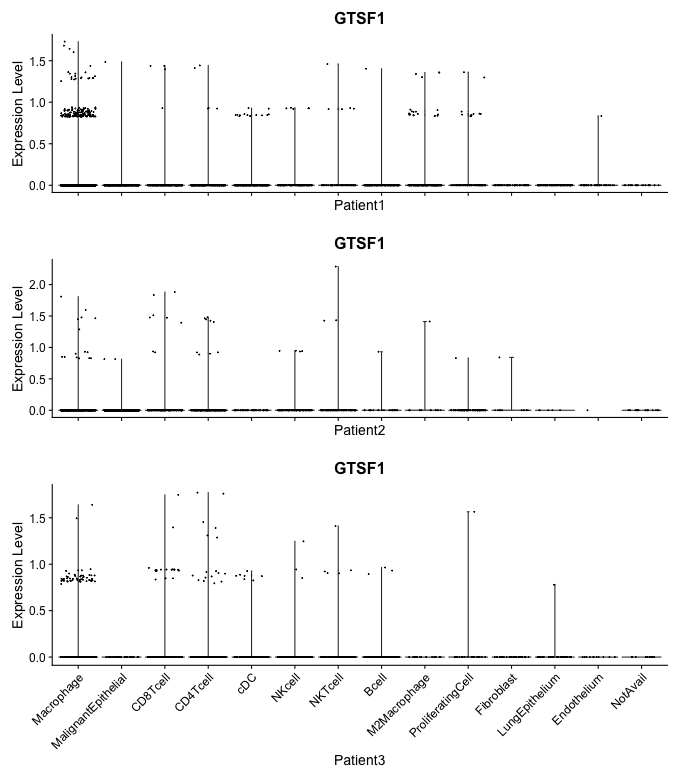 GTSF1
Expression Level
1.5
1.0
0.5
0.0
Patient1
GTSF1
Expression Level
2.0
1.5
1.0
0.5
0.0
Patient2
GTSF1
Expression Level
1.5
1.0
0.5
0.0
Macrophage
MalignantEpithelial
CD8Tcell
CD4Tcell
cDC
NKcell
NKTcell
Bcell
M2Macrophage
ProliferatingCell
Fibroblast
LungEpithelium
Endothelium
NotAvail
Patient3